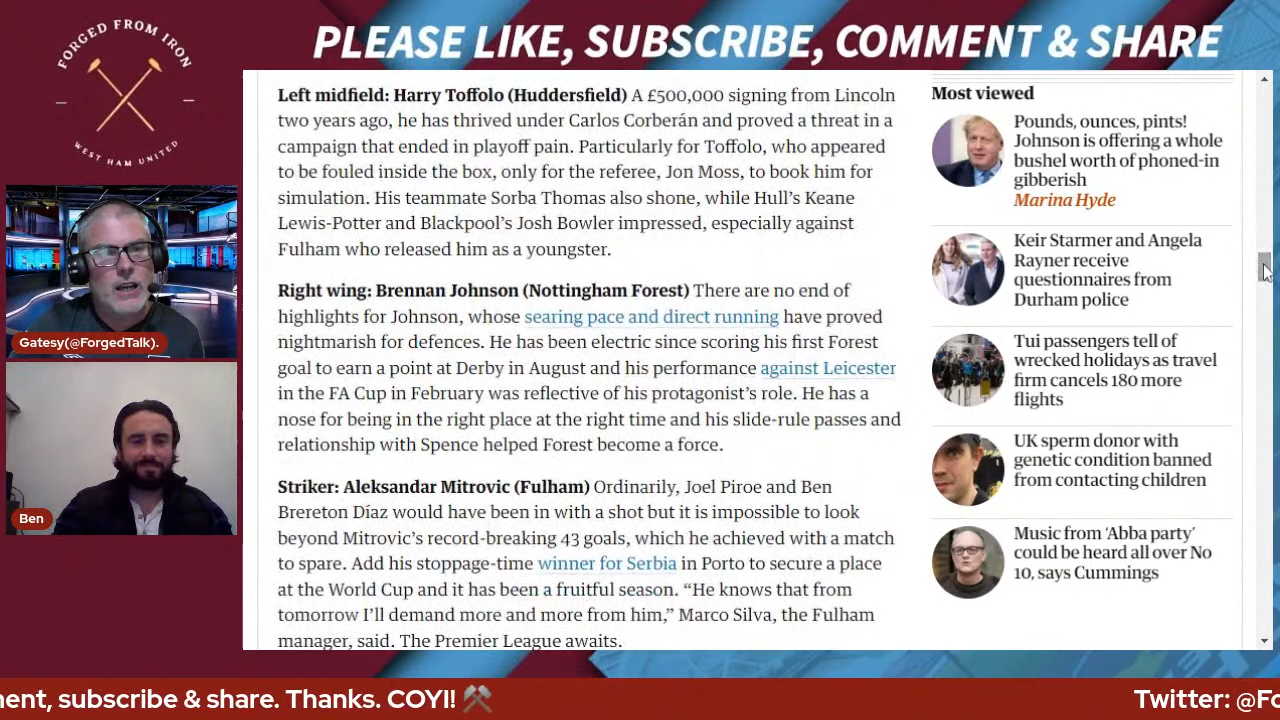 FORGED FROM IRON
WEST HAM UNITED
PLEASE LIKE, SUBSCRIBE, COMMENT & SHARE
Gatesy(@ForgedTalk).
Ben
Left midfield: Harry Toffolo (Huddersfield) A £500,000 signing from Lincoln
two years ago, he has thrived under Carlos Corberán and proved a threat in a
campaign that ended in playoff pain. Particularly for Toffolo, who appeared
to be fouled inside the box, only for the referee, Jon Moss, to book him for
simulation. His teammate Sorba Thomas also shone, while Hull’s Keane
Lewis-Potter and Blackpool’s Josh Bowler impressed, especially against
Fulham who released him as a youngster.
Right wing: Brennan Johnson (Nottingham Forest) There are no end of
highlights for Johnson, whose searing pace and direct running have proved
nightmarish for defences. He has been electric since scoring his first Forest
goal to earn a point at Derby in August and his performance against Leicester
in the FA Cup in February was reflective of his protagonist’s role. He has a
nose for being in the right place at the right time and his slide-rule passes and
relationship with Spence helped Forest become a force.
Striker: Aleksandar Mitrovic (Fulham) Ordinarily, Joel Piroe and Ben
Brereton Díaz would have been in with a shot but it is impossible to look
beyond Mitrovic’s record-breaking 43 goals, which he achieved with a match
to spare. Add his stoppage-time winner for Serbia in Porto to secure a place
at the World Cup and it has been a fruitful season. “He knows that from
tomorrow I’ll demand more and more from him,” Marco Silva, the Fulham
manager, said. The Premier League awaits.
Most viewed
Pounds, ounces, pints!
Johnson is offering a whole
bushel worth of phoned-in
gibberish
Marina Hyde
Keir Starmer and Angela
Rayner receive
questionnaires from
Durham police
Tui passengers tell of
wrecked holidays as travel
firm cancels 180 more
flights
UK sperm donor with
genetic condition banned
from contacting children
Music from ‘Abba party’
could be heard all over No
10, says Cummings
nent, subscribe & share. Thanks. COYI! ⚒ Twitter: @Fo